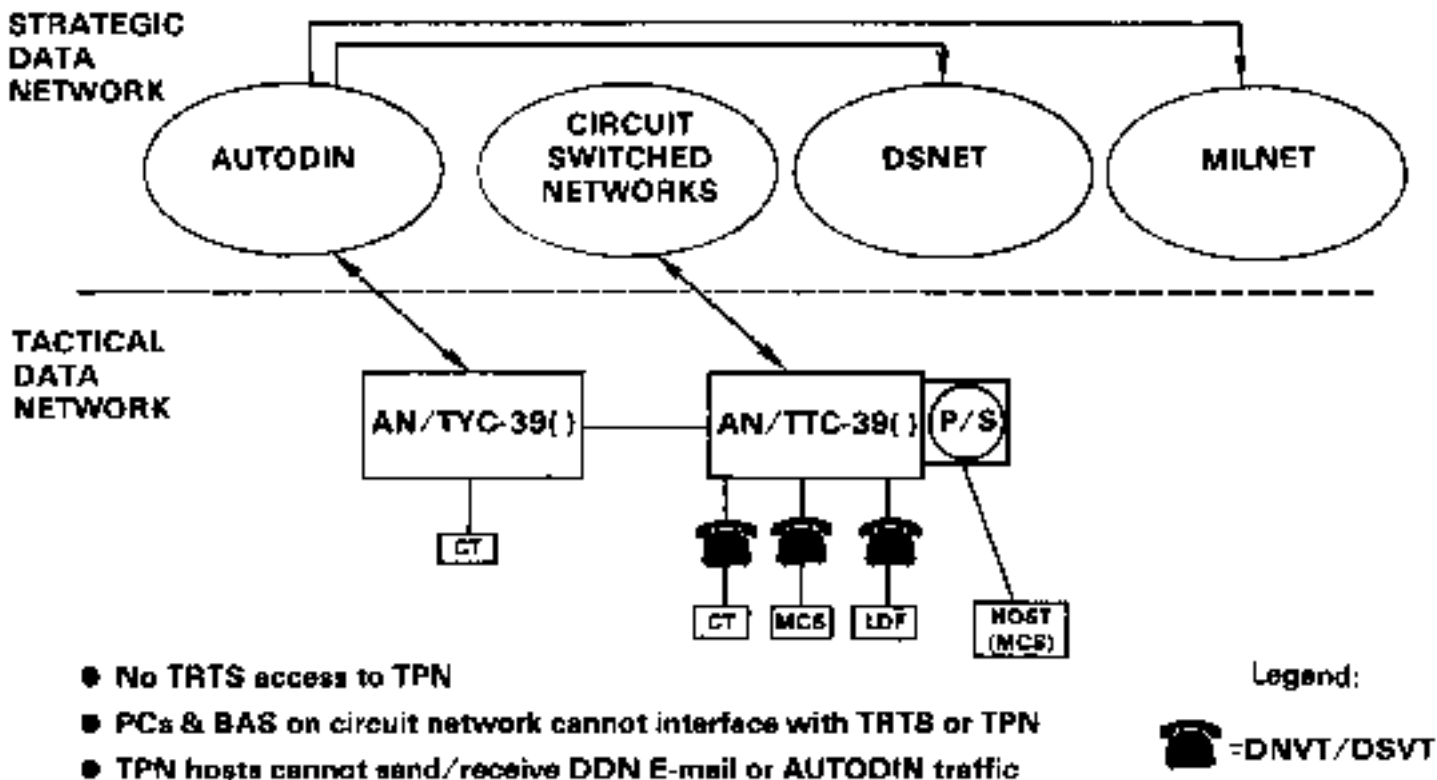 STRATEGIC
DATA
NETWORK
AUTODIN
CIRCUIT
SWITCHED
NETWORKS
DSNET
MILNET
TACTICAL
DATA
NETWORK
AN/TYC-39( )
AN/TTC-39( )
P/S
CT
CT
MCS
LDF
HOST
(MCS)
● No TRTS access to TPN
● PCs & BAS on circuit network cannot interface with TRTS or TPN
● TPN hosts cannot send/receive DDN E-mail or AUTODIN traffic
Legend:
=DNVT/DSVT